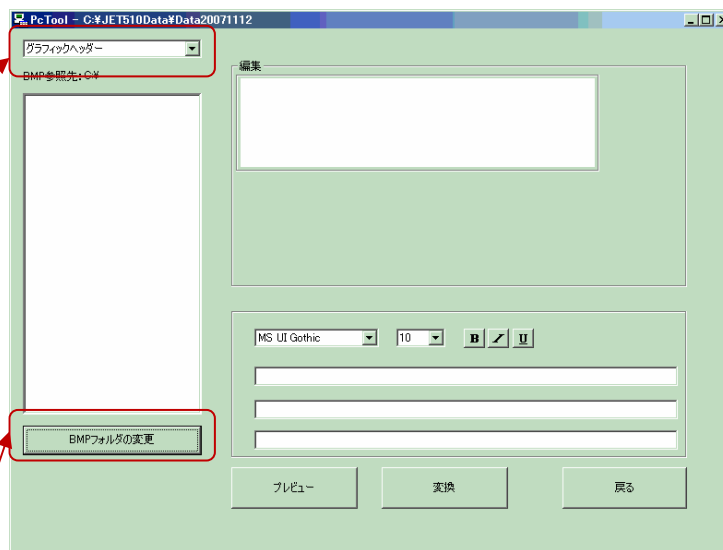 PcTool - C:¥JET510Data¥Data20071112
グラフィックヘッダー
BMP参照先:C:¥
編集
MS UI Gothic
10
B I U
BMPフォルダの変更
プレビュー
変換
戻る